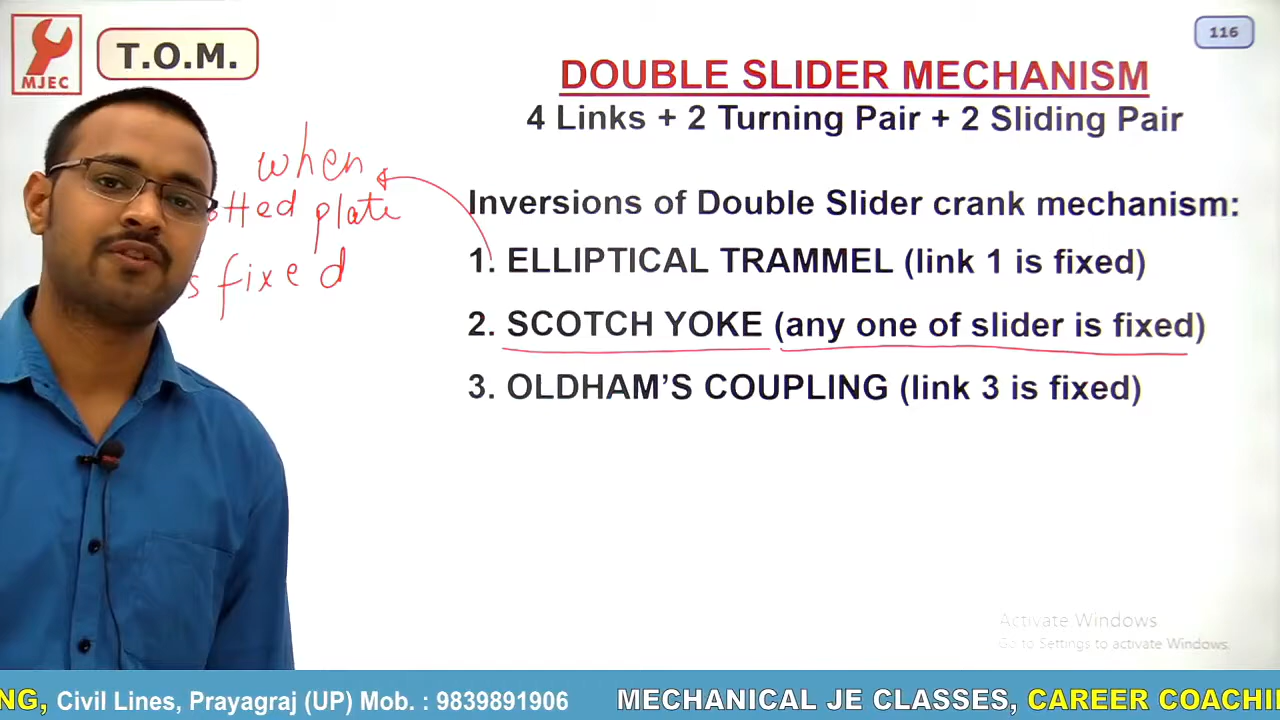 MJEC
T.O.M.
116
DOUBLE SLIDER MECHANISM
4 Links + 2 Turning Pair + 2 Sliding Pair
when
plate
fixed
Inversions of Double Slider crank mechanism:
1. ELLIPTICAL TRAMMEL (link 1 is fixed)
2. SCOTCH YOKE (any one of slider is fixed)
3. OLDHAM'S COUPLING (link 3 is fixed)
Activate Windows
Go to Settings to activate Windows.
NG, Civil Lines, Prayagraj (UP) Mob. : 9839891906 MECHANICAL JE CLASSES, CAREER COACHI